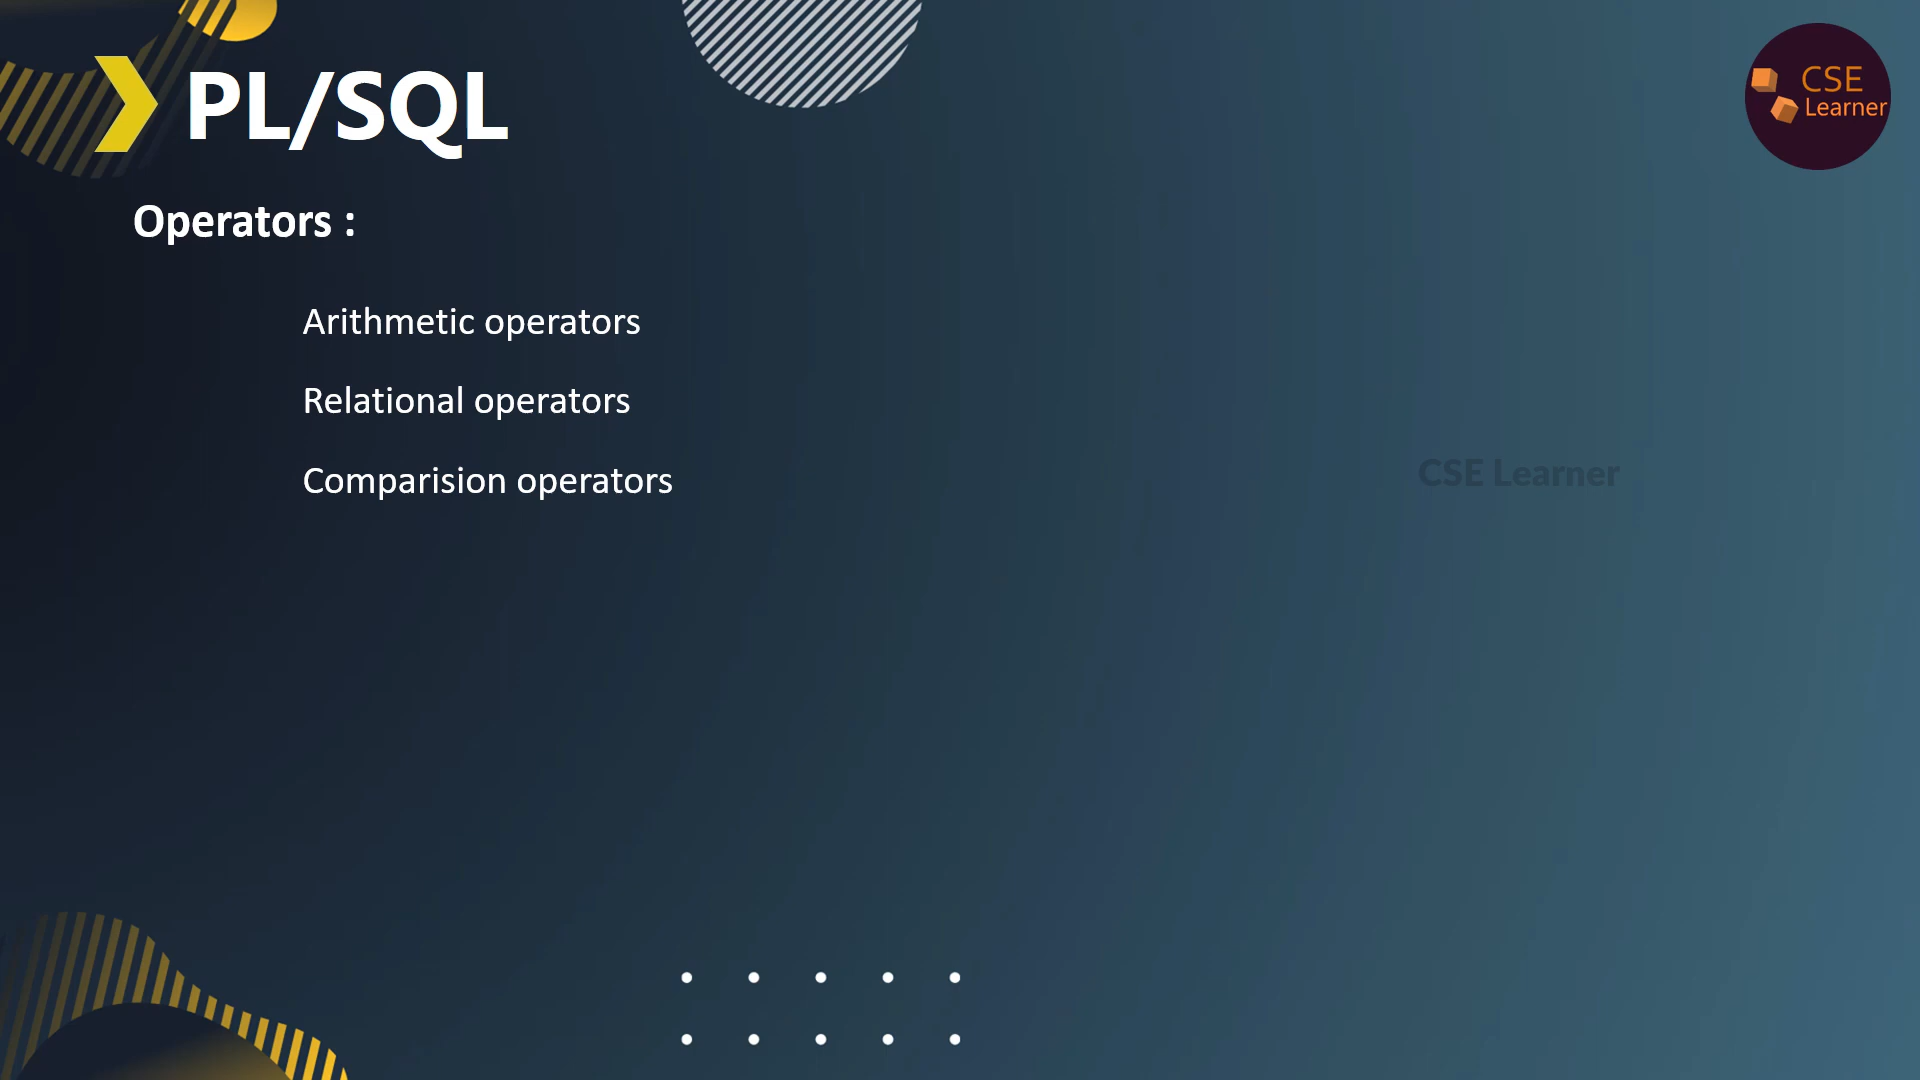 PL/SQL
CSE
Learner
Operators :
Arithmetic operators
Relational operators
Comparision operators
CSE Learner